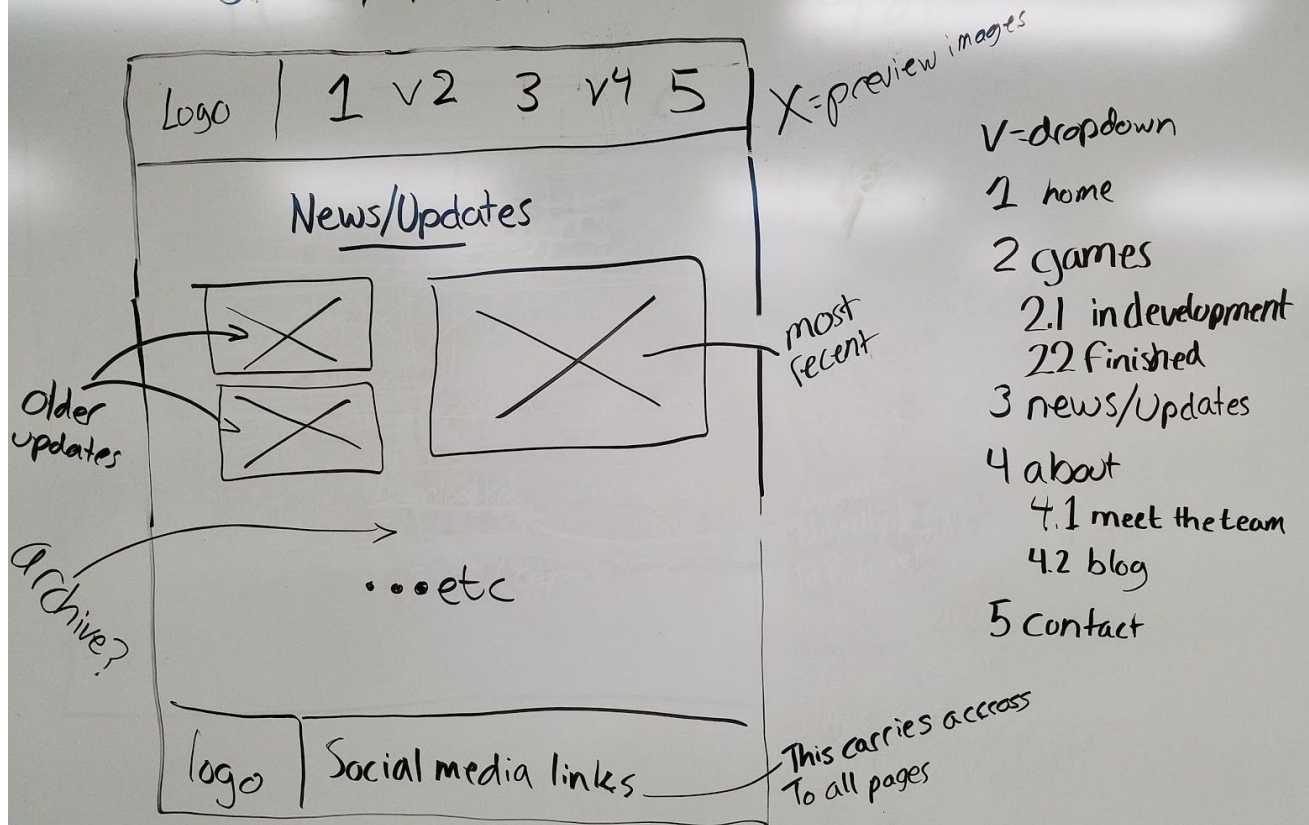 Logo 1 v2 3 v4 5
X=preview images
News/Updates
most
recent
Older
updates
archive?
...etc
logo Social media links
This carries accross
To all pages
V-dropdown
1 home
2 games
2.1 in development
22 finished
3 news/Updates
4 about
4.1 meet the team
4.2 blog
5 contact